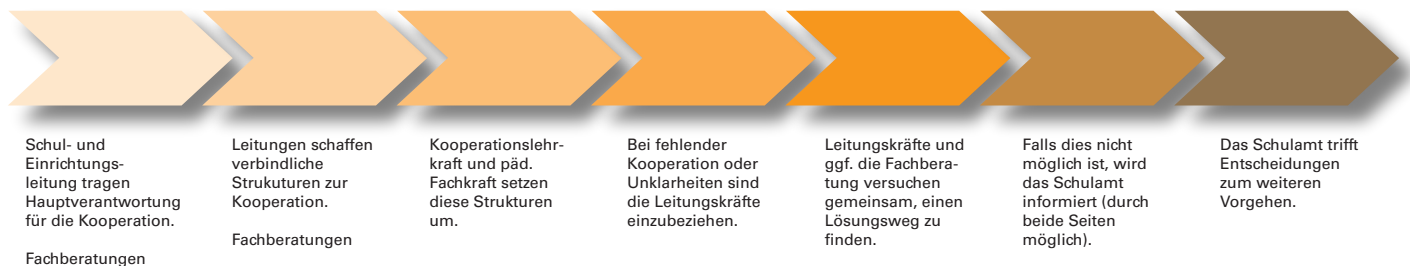 Schul- und
Einrichtungs-
leitung tragen
Hauptverantwortung
für die Kooperation.
Fachberatungen
Leitungen schaffen
verbindliche
Strukuturen zur
Kooperation.
Fachberatungen
Kooperationslehr-
kraft und päd.
Fachkraft setzen
diese Strukturen
um.
Bei fehlender
Kooperation oder
Unklarheiten sind
die Leitungskräfte
einzubeziehen.
Leitungskräfte und
ggf. die Fachbera-
tung versuchen
gemeinsam, einen
Lösungsweg zu
finden.
Falls dies nicht
möglich ist, wird
das Schulamt
informiert (durch
beide Seiten
möglich).
Das Schulamt trifft
Entscheidungen
zum weiteren
Vorgehen.